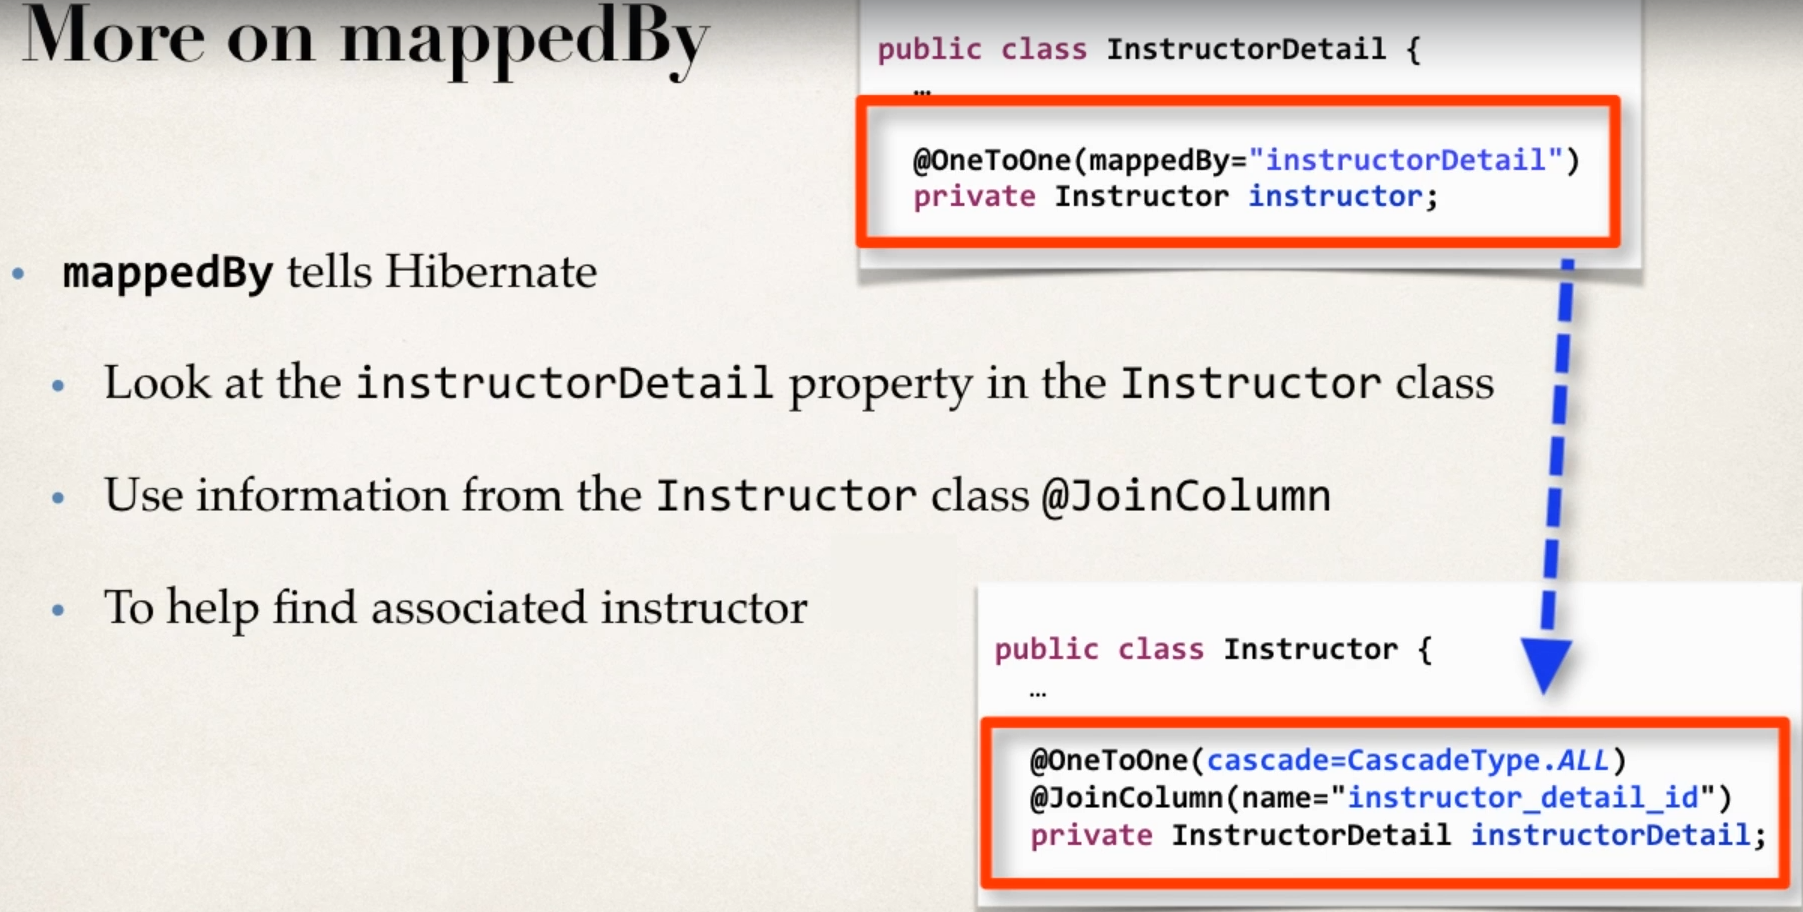 More on mappedBy
public class InstructorDetail {
…
@OneToOne(mappedBy="instructorDetail")
private Instructor instructor;
• mappedBy tells Hibernate
• Look at the instructorDetail property in the Instructor class
• Use information from the Instructor class @JoinColumn
• To help find associated instructor
public class Instructor {
…
@OneToOne(cascade=CascadeType.ALL)
@JoinColumn(name="instructor_detail_id")
private InstructorDetail instructorDetail;